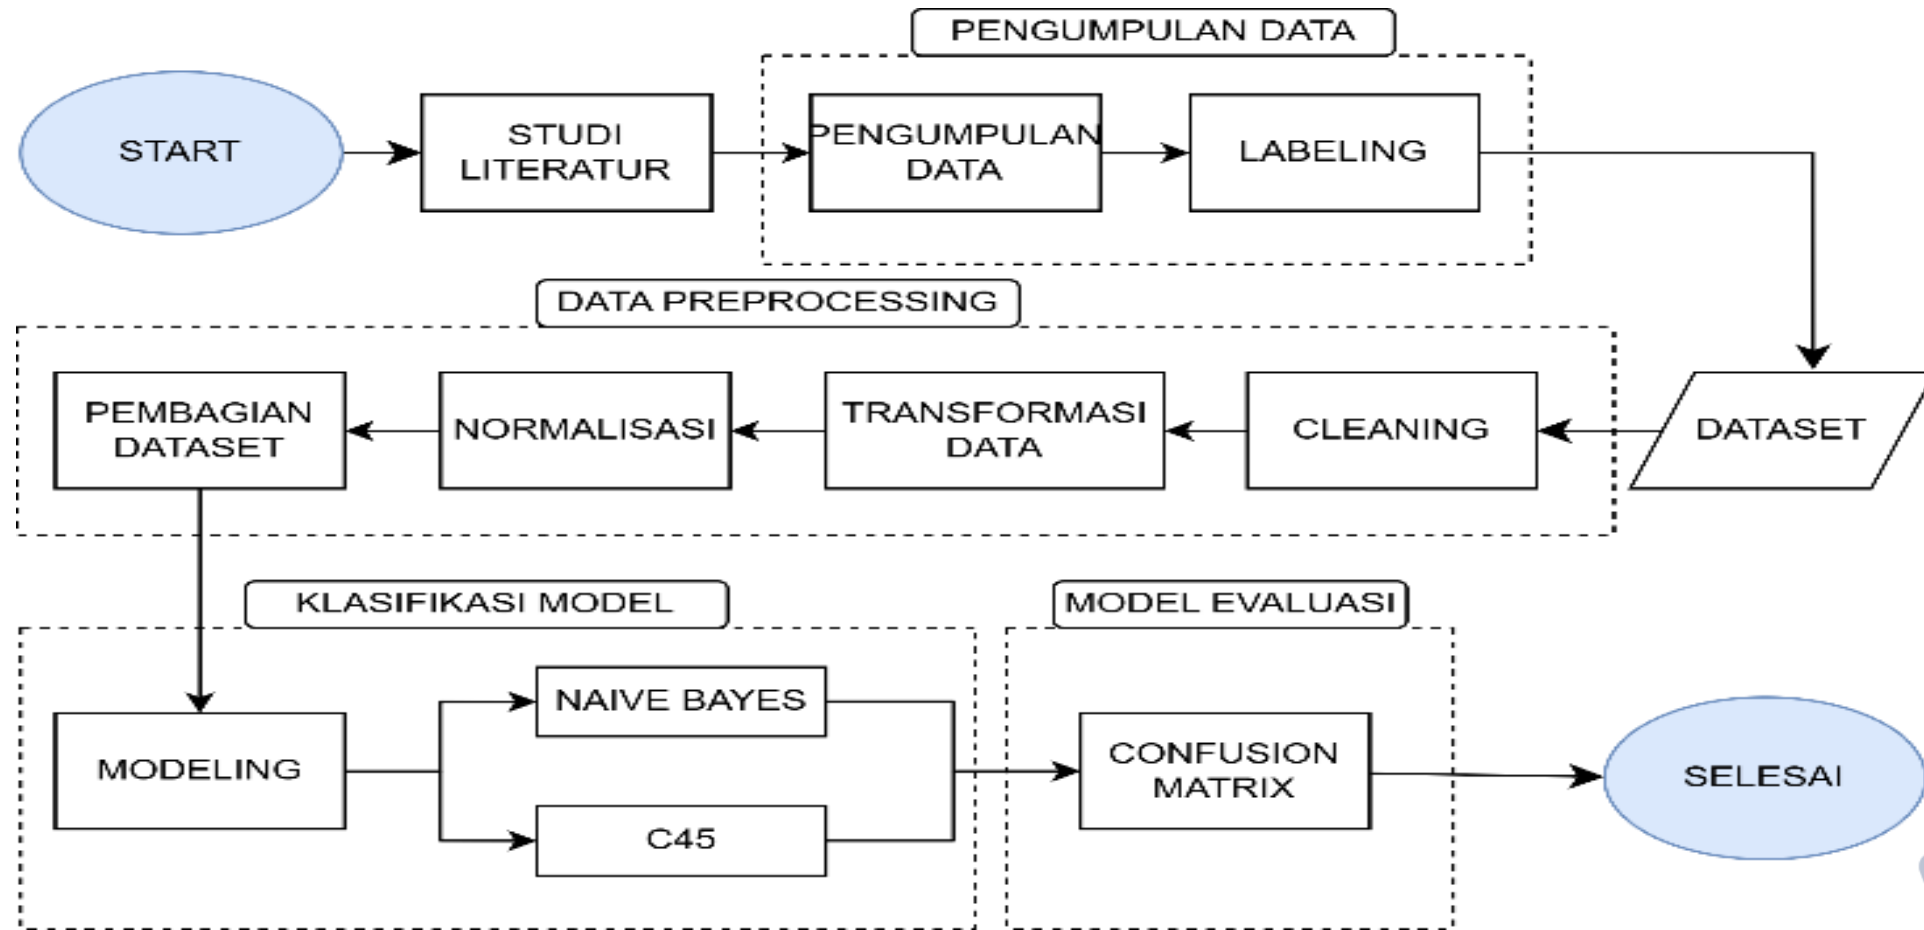 PENGUMPULAN DATA
START
STUDI
LITERATUR
PENGUMPULAN
DATA
LABELING
DATA PREPROCESSING
PEMBAGIAN
DATASET
NORMALISASI
TRANSFORMASI
DATA
CLEANING
DATASET
KLASIFIKASI MODEL
MODEL EVALUASI
MODELING
NAIVE BAYES
C45
CONFUSION
MATRIX
SELESAI